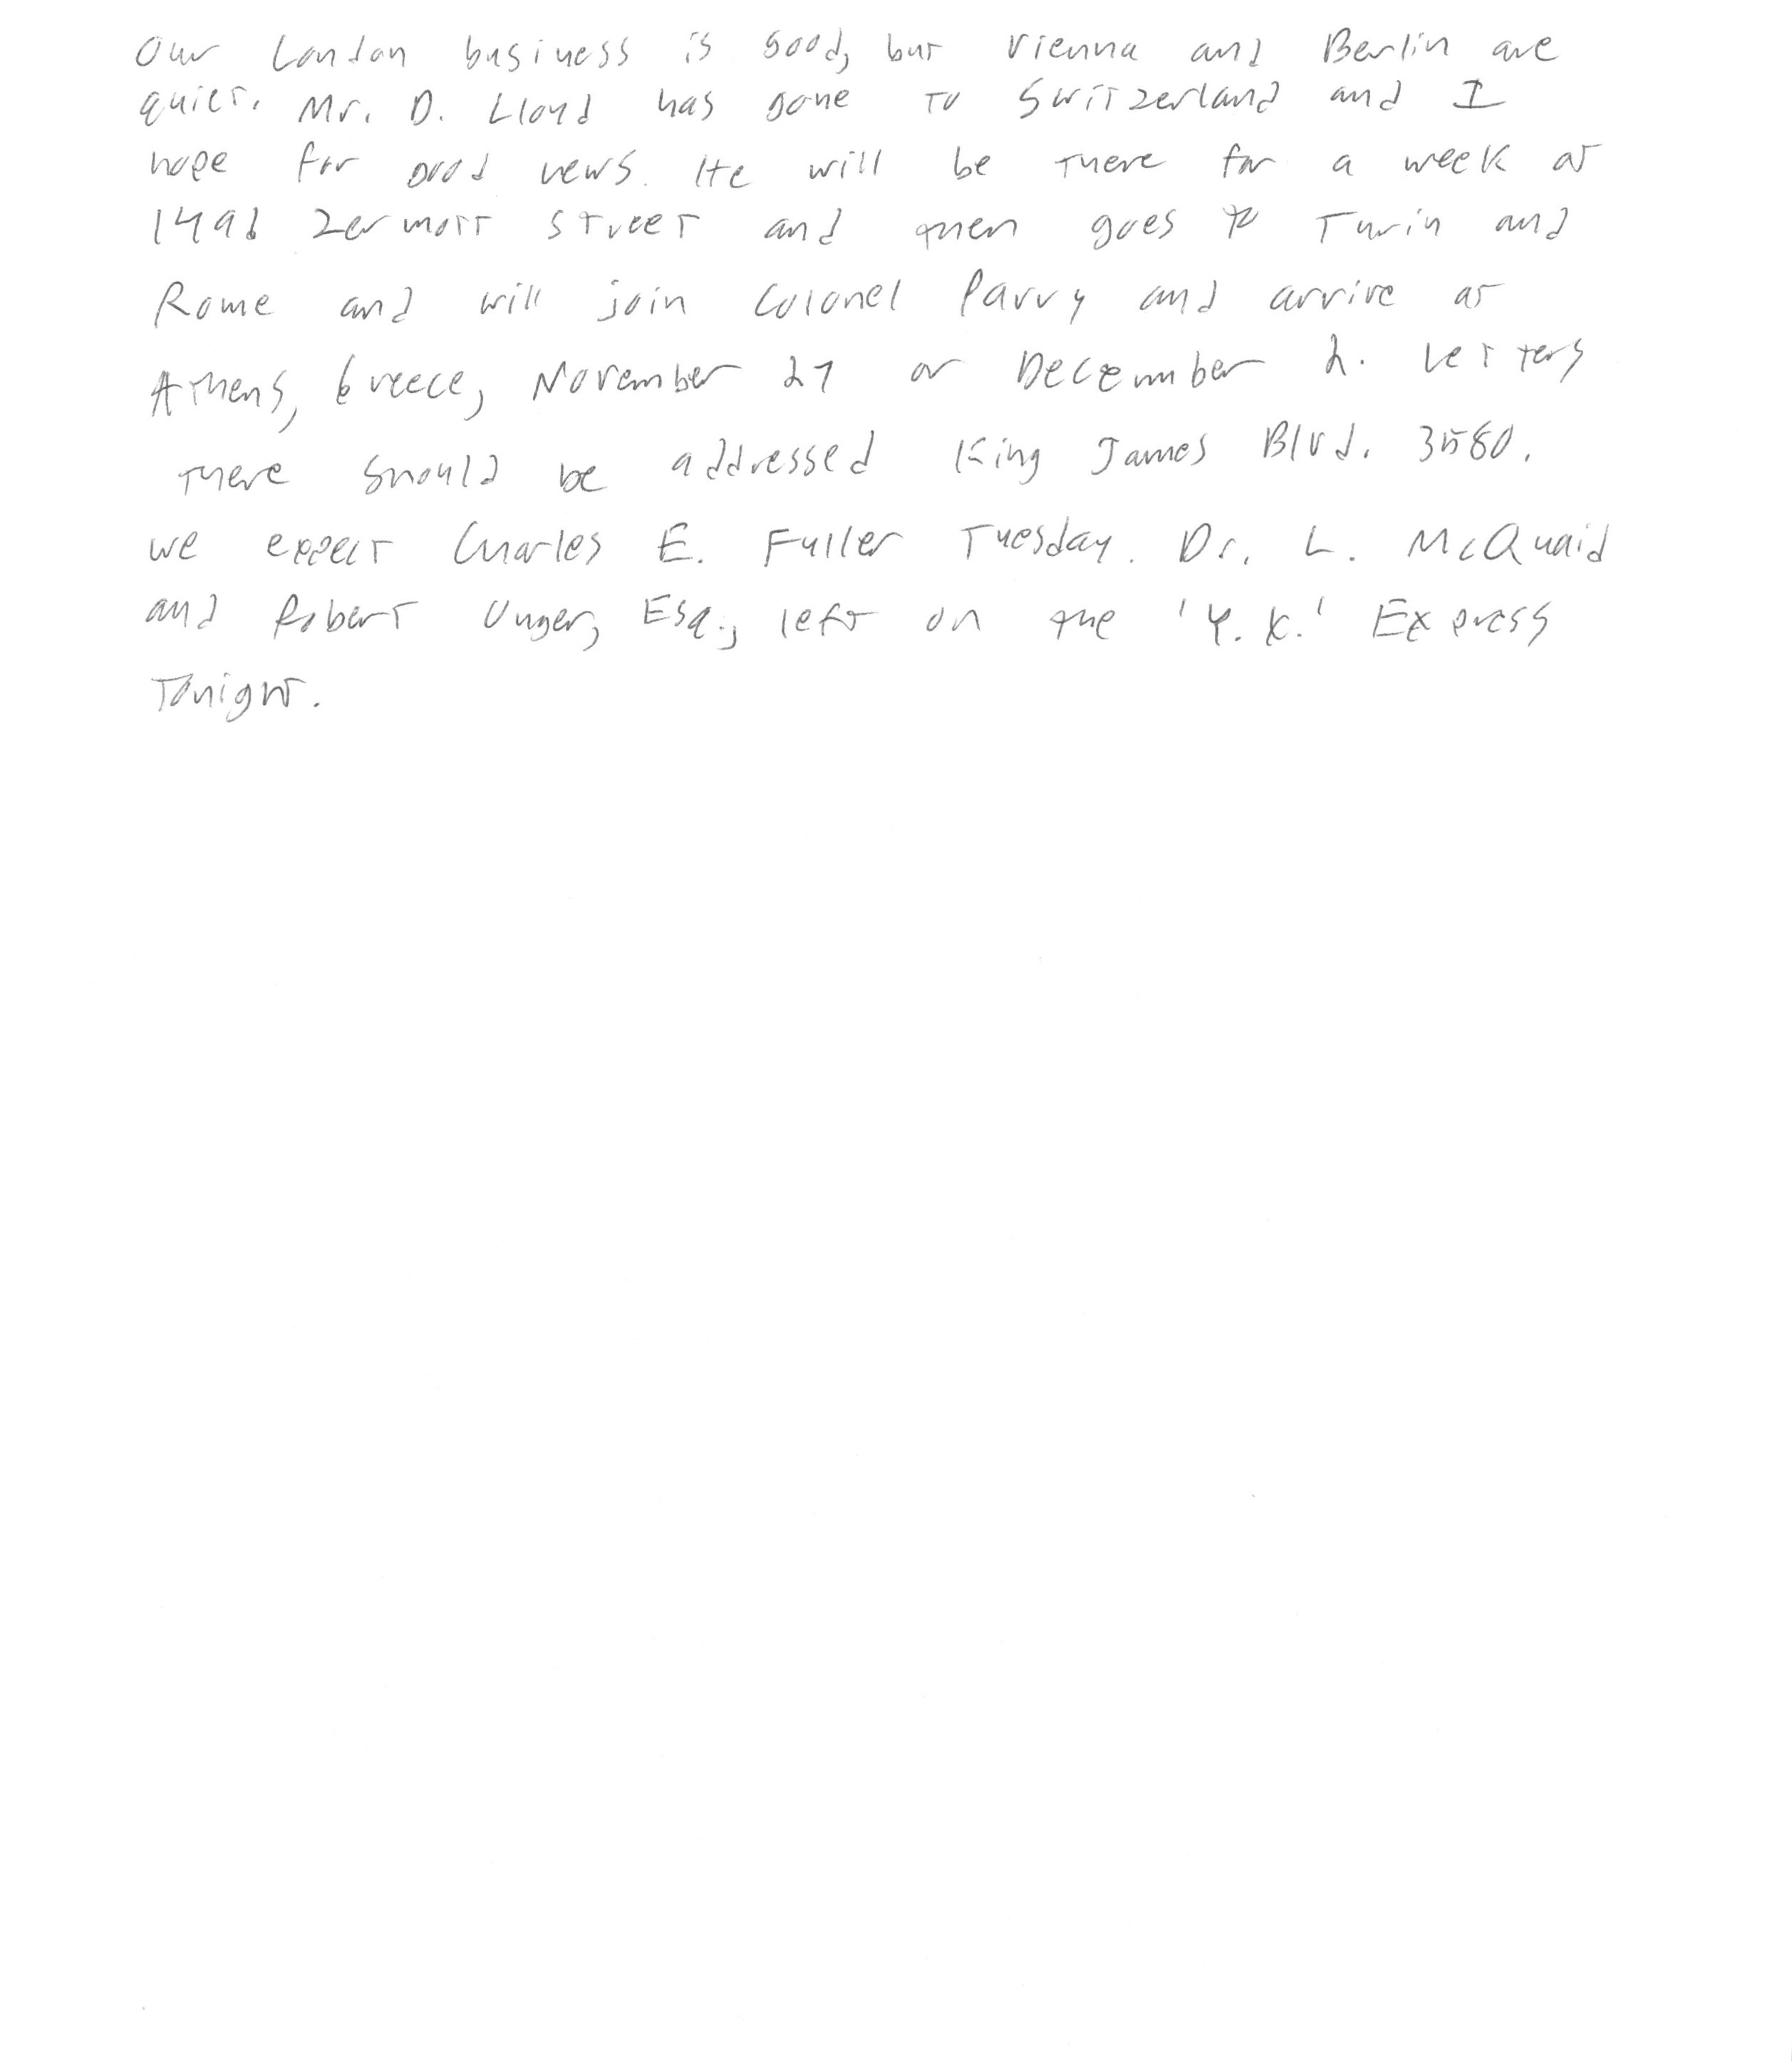 Our London business is good, but Vienna and Berlin are
quiet. Mr. D. Lloyd has gone to Switzerland and I
hope for good news. He will be there for a week at
1496 Zermott Street and then goes to Turin and
Rome and will join Colonel Parry and arrive at
Athens, Greece, November 27 or December 2. Letters
there should be addressed King James Blvd. 3580.
We expect Charles E. Fuller Tuesday. Dr. L. McQuaid
and Robert Unger, Esq., left on the 'Y.X.' Express
Tonight.